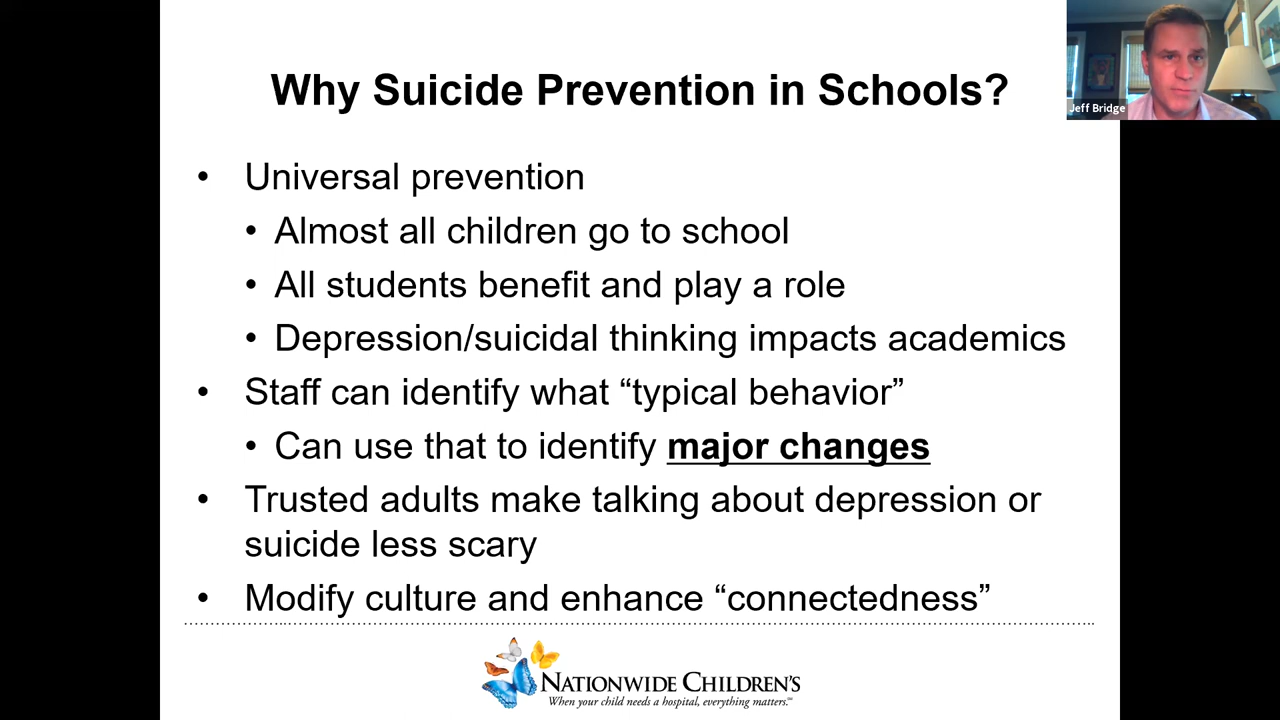 Why Suicide Prevention in Schools?
Jeff Bridge
• Universal prevention
• Almost all children go to school
• All students benefit and play a role
• Depression/suicidal thinking impacts academics
• Staff can identify what “typical behavior”
• Can use that to identify major changes
• Trusted adults make talking about depression or
suicide less scary
• Modify culture and enhance “connectedness”
NATIONWIDE CHILDREN'S
When your child needs a hospital, everything matters.℠